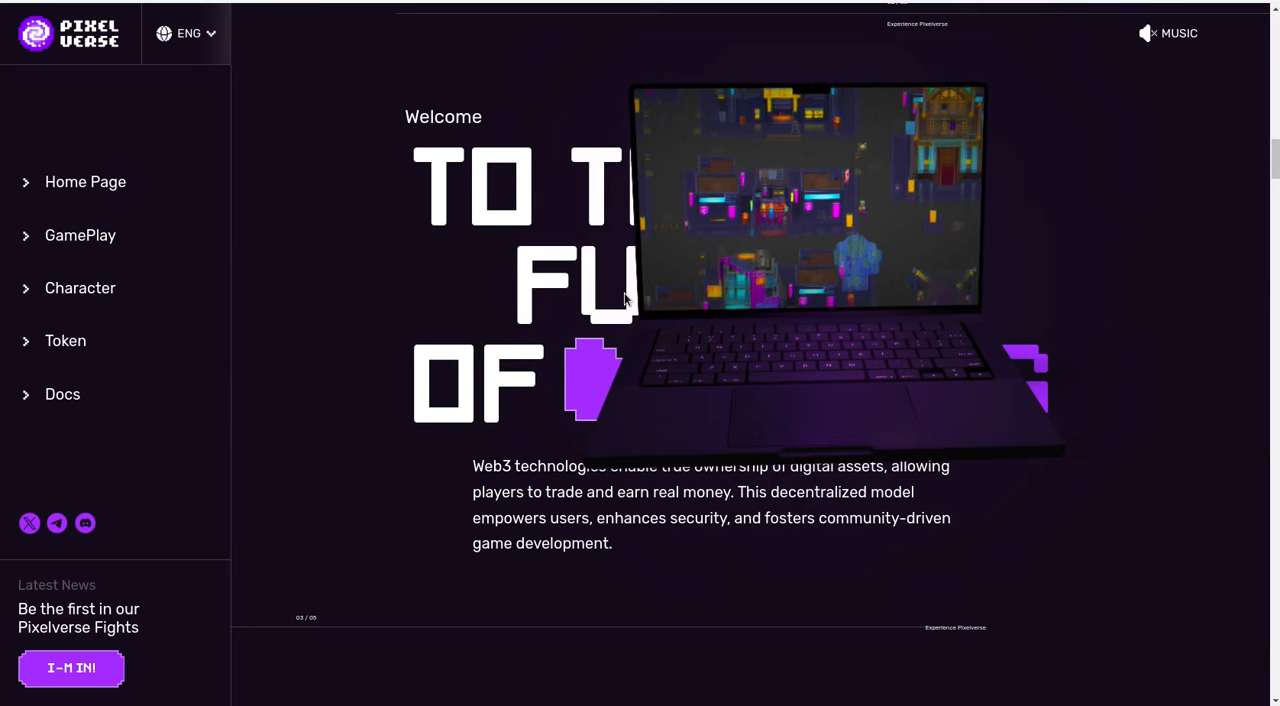 PIXEL
VERSE
ENG
Experience Pixelverse
MUSIC
Welcome
TO
Home Page
GamePlay
Character
Token
Docs
OF
Web3 technologies enable true ownership of digital assets, allowing
players to trade and earn real money. This decentralized model
empowers users, enhances security, and fosters community-driven
game development.
Latest News
Be the first in our
Pixelverse Fights
I-M IN!
03 / 05
Experience Pixelverse